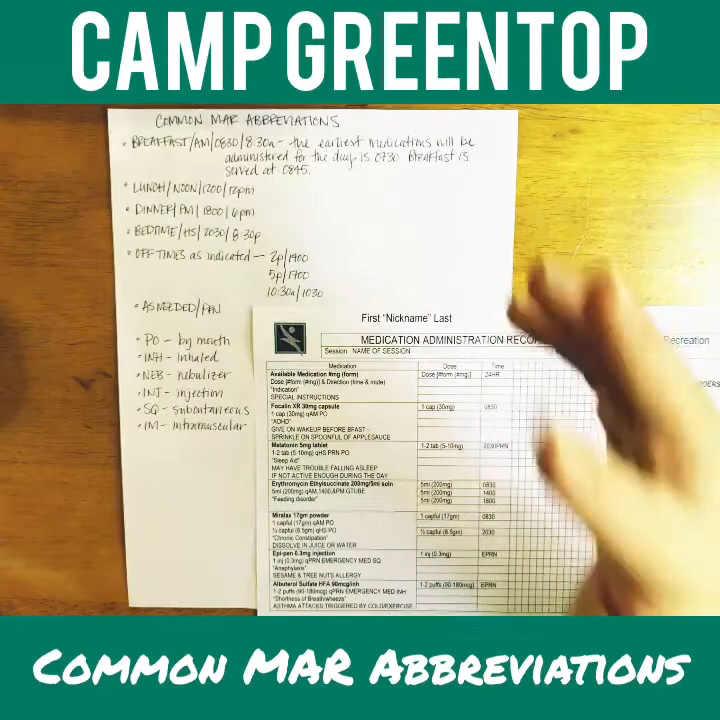 CAMP GREENTOP
COMMON MAR ABBREVIATIONS
• BREAKFAST/AM/0830/8:30a - the earliest medications will be
administered for the day is 0730 Breakfast is
served at 0845.
• LUNCH/NOON/1200/12pm
• DINNER/PM/1800/6pm
• BEDTIME/HS/2030/8:30p
• OFF TIMES as indicated — 2p/1400
5p/1700
10:30a/1030
• AS NEEDED/PRN
• PO - by mouth
• INH - inhaled
• NEB - nebulizer
• INJ - injection
• SQ - subcutaneous
• IM - intramuscular
First "Nickname" Last
MEDICATION ADMINISTRATION RECO
Recreation
Session NAME OF SESSION
Medication Dose Time
Available Medication #mg (form) Dose [#form (#mg)] 24HR
Dose [#form (#mg)] & Direction (time & route)
"Indication"
SPECIAL INSTRUCTIONS
Focalin XR 30mg capsule 1 cap (30mg) 0830
1 cap (30mg) qAM PO
"ADHD"
GIVE ON WAKEUP BEFORE BFAST –
SPRINKLE ON SPOONFUL OF APPLESAUCE
Melatonin 5mg tablet 1-2 tab (5-10mg) 2030PRN
1-2 tab (5-10mg) qHS PRN PO
"Sleep Aid"
MAY HAVE TROUBLE FALLING ASLEEP
IF NOT ACTIVE ENOUGH DURING THE DAY
Erythromycin Ethylsuccinate 200mg/5ml soln 5ml (200mg) 0830
5ml (200mg) qAM,1400,&PM GTUBE 5ml (200mg) 1400
"Feeding disorder" 5ml (200mg) 1800
Miralax 17gm powder 1 capful (17gm) 0830
1 capful (17gm) qAM PO
½ capful (8.5gm) qHS PO ½ capful (8.5gm) 2030
"Chronic Constipation"
DISSOLVE IN JUICE OR WATER
Epi-pen 0.3mg injection 1 inj (0.3mg) EPRN
1 inj (0.3mg) qPRN EMERGENCY MED SQ
"Anaphylaxis"
SESAME & TREE NUTS ALLERGY
Albuterol Sulfate HFA 90mcg/inh 1-2 puffs (90-180mcg) EPRN
1-2 puffs (90-180mcg) qPRN EMERGENCY MED INH
"Shortness of Breath/wheeze"
ASTHMA ATTACKS TRIGGERED BY COLD/EXERCISE
COMMON MAR ABBREVIATIONS